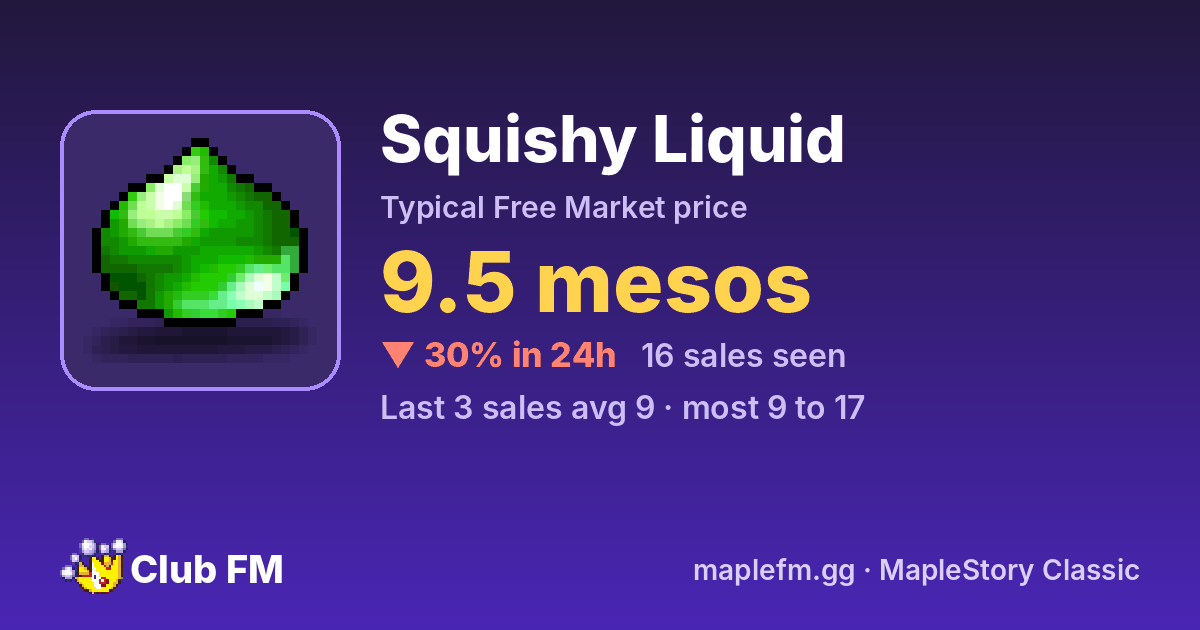 Squishy Liquid
Typical Free Market price
9.5 mesos
▼ 30% in 24h 16 sales seen
Last 3 sales avg 9 · most 9 to 17
Club FM
maplefm.gg · MapleStory Classic